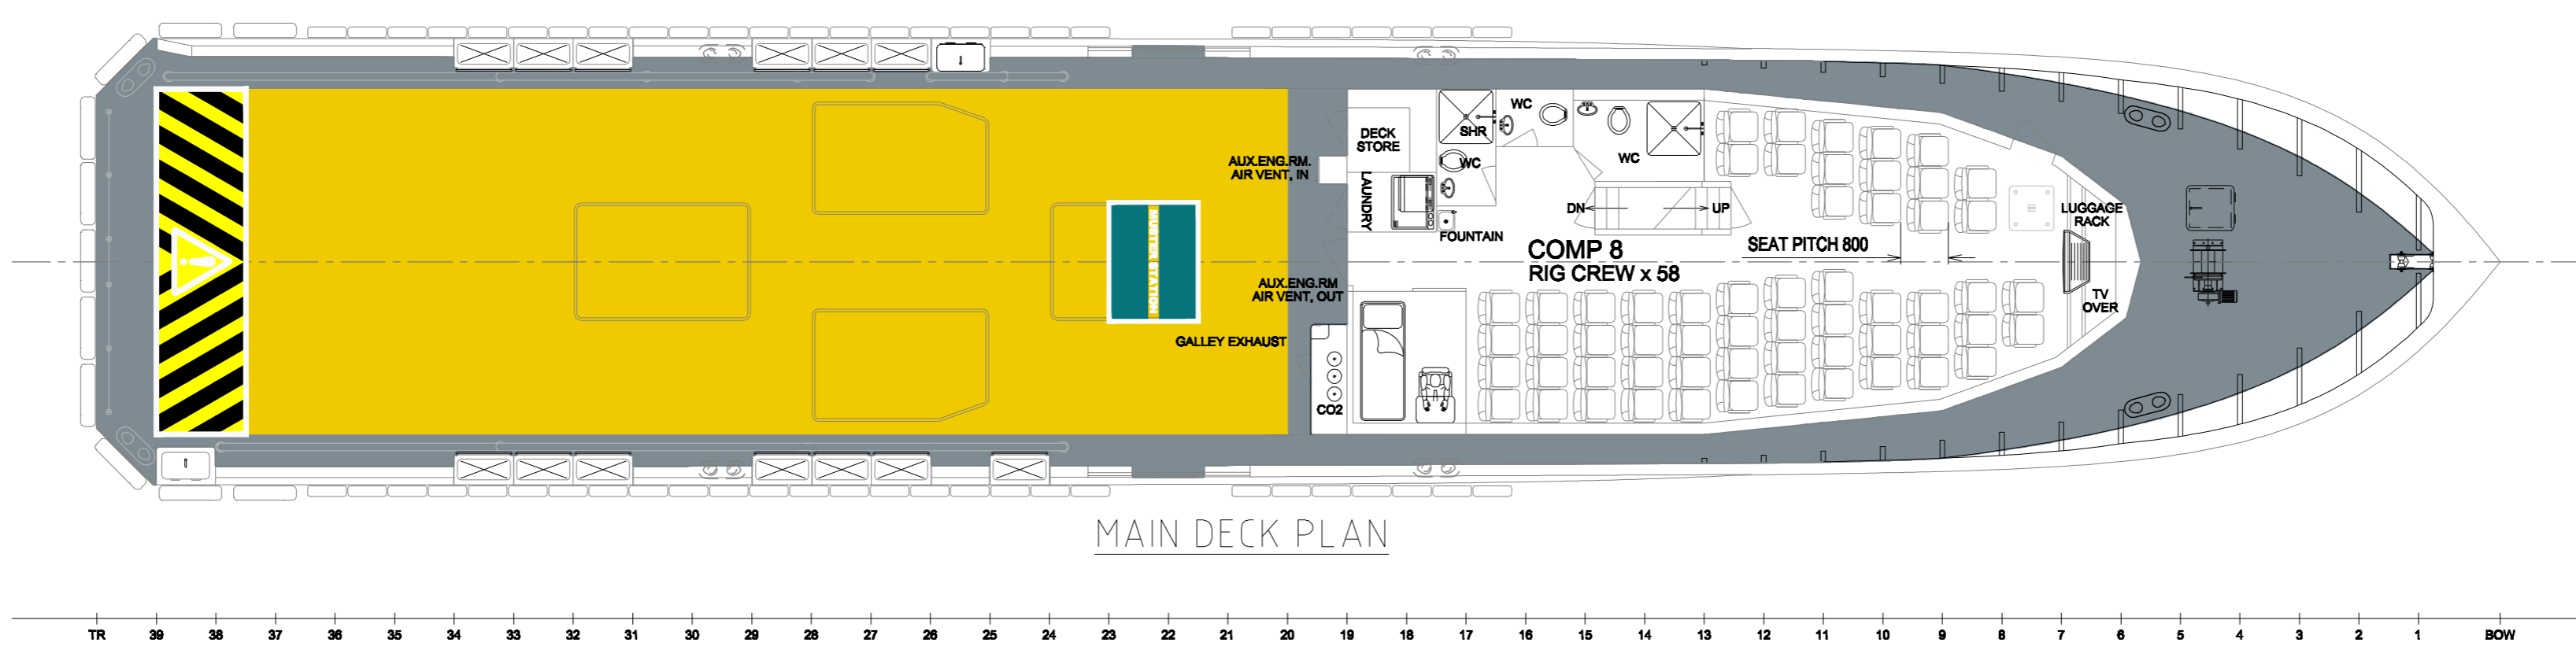 DECK
STORE
SHR
WC
WC
WC
AUX.ENG.RM.
AIR VENT, IN
LAUNDRY
FOUNTAIN
DN
UP
LUGGAGE
RACK
COMP 8
RIG CREW x 58
SEAT PITCH 800
MUSTER STATION
AUX.ENG.RM
AIR VENT, OUT
TV
OVER
GALLEY EXHAUST
CO2
MAIN DECK PLAN
TR 39 38 37 36 35 34 33 32 31 30 29 28 27 26 25 24 23 22 21 20 19 18 17 16 15 14 13 12 11 10 9 8 7 6 5 4 3 2 1 BOW